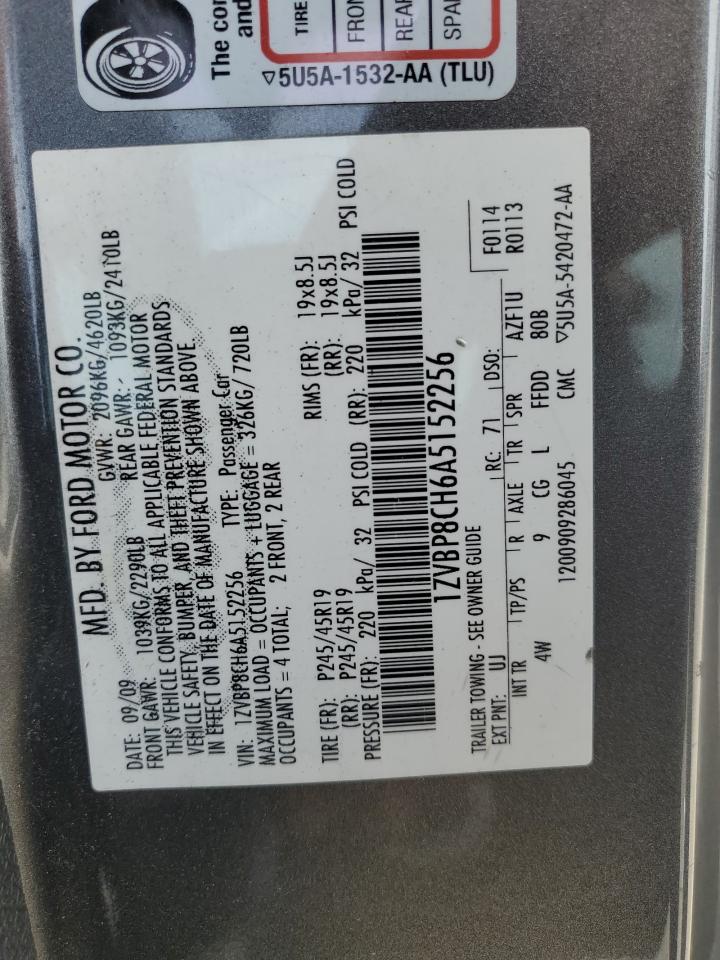 The cor
and
TIRE
FRON
REAR
SPAR
▽5U5A-1532-AA (TLU)
MFD. BY FORD MOTOR CO.
DATE: 09/09 GVWR: 2096KG/4620LB
FRONT GAWR: 1039KG/2290LB REAR GAWR: 1093KG/2410LB
THIS VEHICLE CONFORMS TO ALL APPLICABLE FEDERAL MOTOR
VEHICLE SAFETY, BUMPER, AND THEFT PREVENTION STANDARDS
IN EFFECT ON THE DATE OF MANUFACTURE SHOWN ABOVE
VIN: 1ZVBP8CH6A5152256 TYPE: Passenger Car
MAXIMUM LOAD = OCCUPANTS + LUGGAGE = 326KG/ 720LB
OCCUPANTS = 4 TOTAL; 2 FRONT, 2 REAR
TIRE (FR): P245/45R19 RIMS (FR): 19x8.5J
(RR): P245/45R19 (RR): 19x8.5J
PRESSURE (FR): 220 kPa/ 32 PSI COLD (RR): 220 kPa/ 32 PSI COLD
1ZVBP8CH6A5152256
TRAILER TOWING - SEE OWNER GUIDE F0114
EXT PNT: UJ RC: 71 DSO: R0113
INT TR TP/PS R AXLE TR SPR AZF1U
4W 9 CG L FFDD 80B
1200909286045 CMC ▽5U5A-5420472-AA